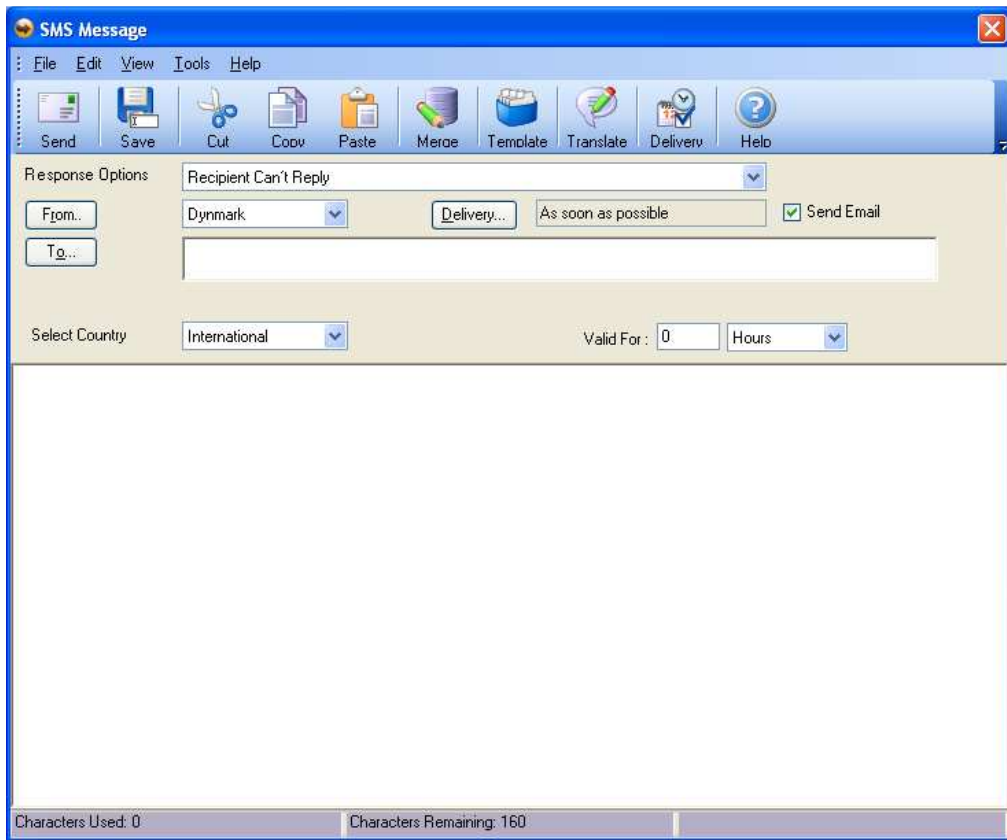 SMS Message
File Edit View Tools Help
Send Save Cut Copy Paste Merge Template Translate Delivery Help
Response Options Recipient Can't Reply
From.. Dynmark Delivery... As soon as possible Send Email
To...
Select Country International Valid For : 0 Hours
Characters Used: 0 Characters Remaining: 160